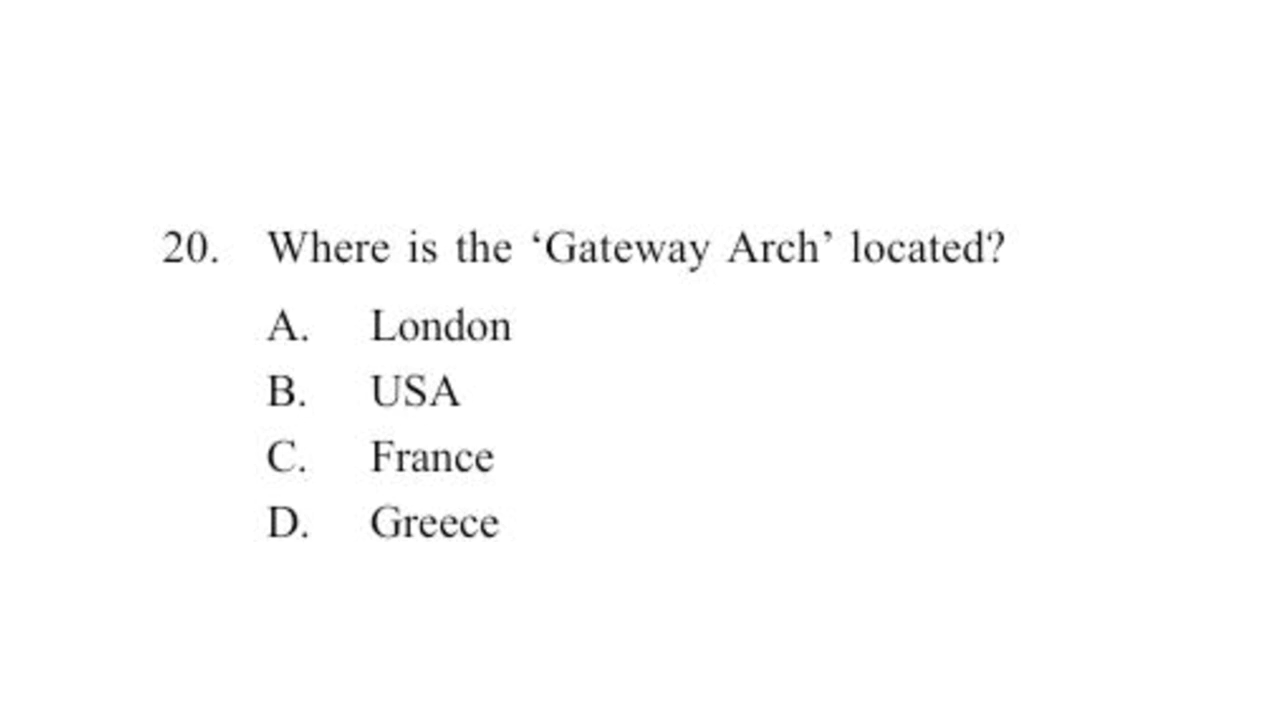 20. Where is the ‘Gateway Arch’ located?
A. London
B. USA
C. France
D. Greece